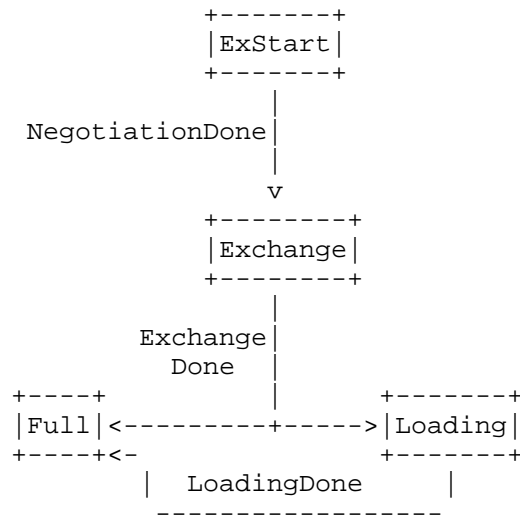 ExStart
NegotiationDone
Exchange
Exchange
Done
Full
Loading
LoadingDone